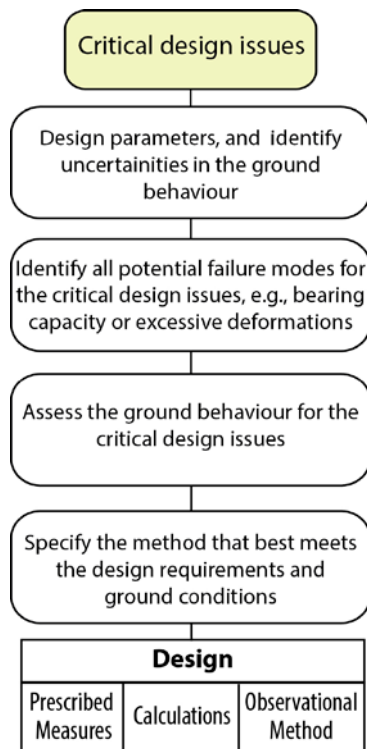 Critical design issues
Design parameters, and identify
uncertainities in the ground
behaviour
Identify all potential failure modes for
the critical design issues, e.g., bearing
capacity or excessive deformations
Assess the ground behaviour for the
critical design issues
Specify the method that best meets
the design requirements and
ground conditions
Design
Prescribed
Measures
Calculations
Observational
Method